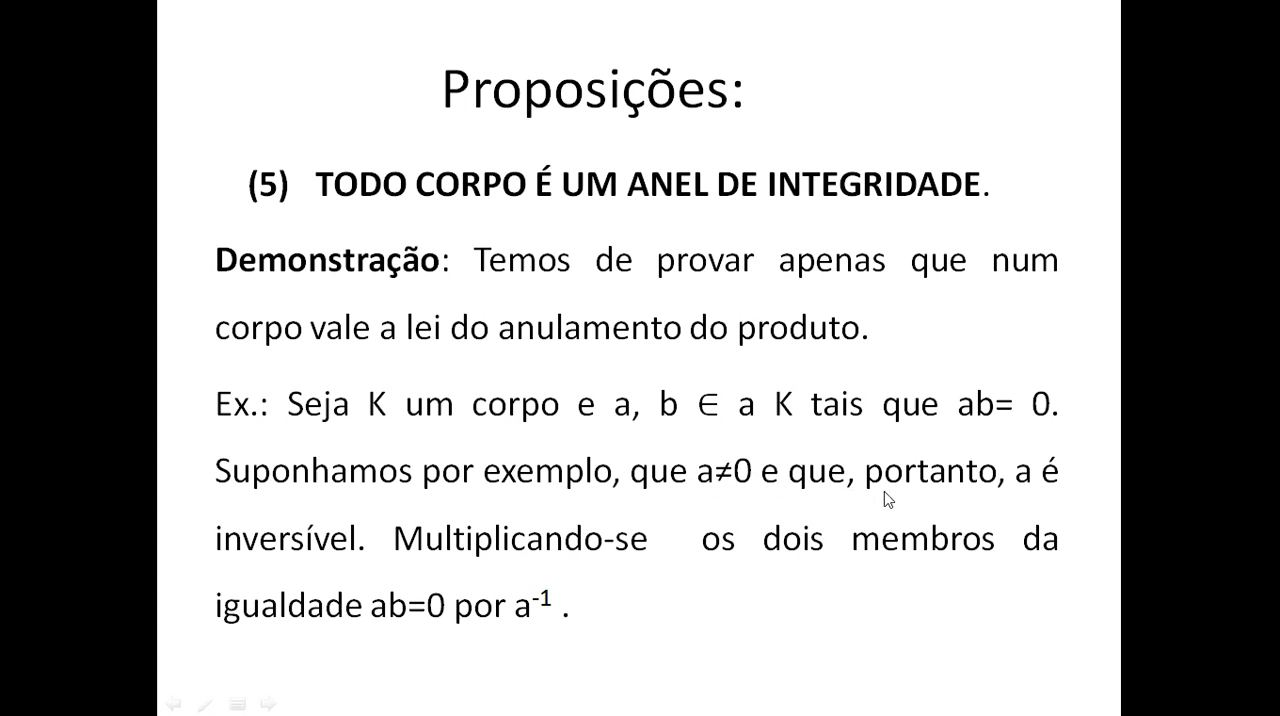 Proposições:
(5) TODO CORPO É UM ANEL DE INTEGRIDADE.
Demonstração: Temos de provar apenas que num
corpo vale a lei do anulamento do produto.
Ex.: Seja K um corpo e a, b ∈ a K tais que ab= 0.
Suponhamos por exemplo, que a≠0 e que, portanto, a é
inversível. Multiplicando-se os dois membros da
igualdade ab=0 por a⁻¹ .